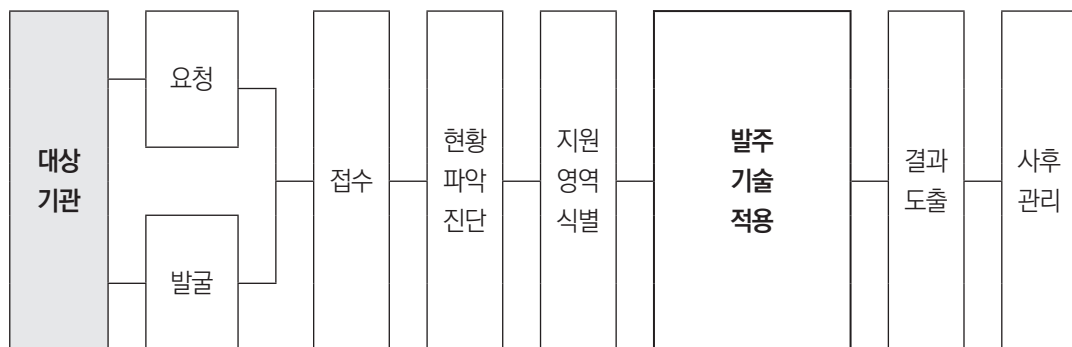 대상
기관
요청
발굴
접수
현황
파악
진단
지원
영역
식별
발주
기술
적용
결과
도출
사후
관리